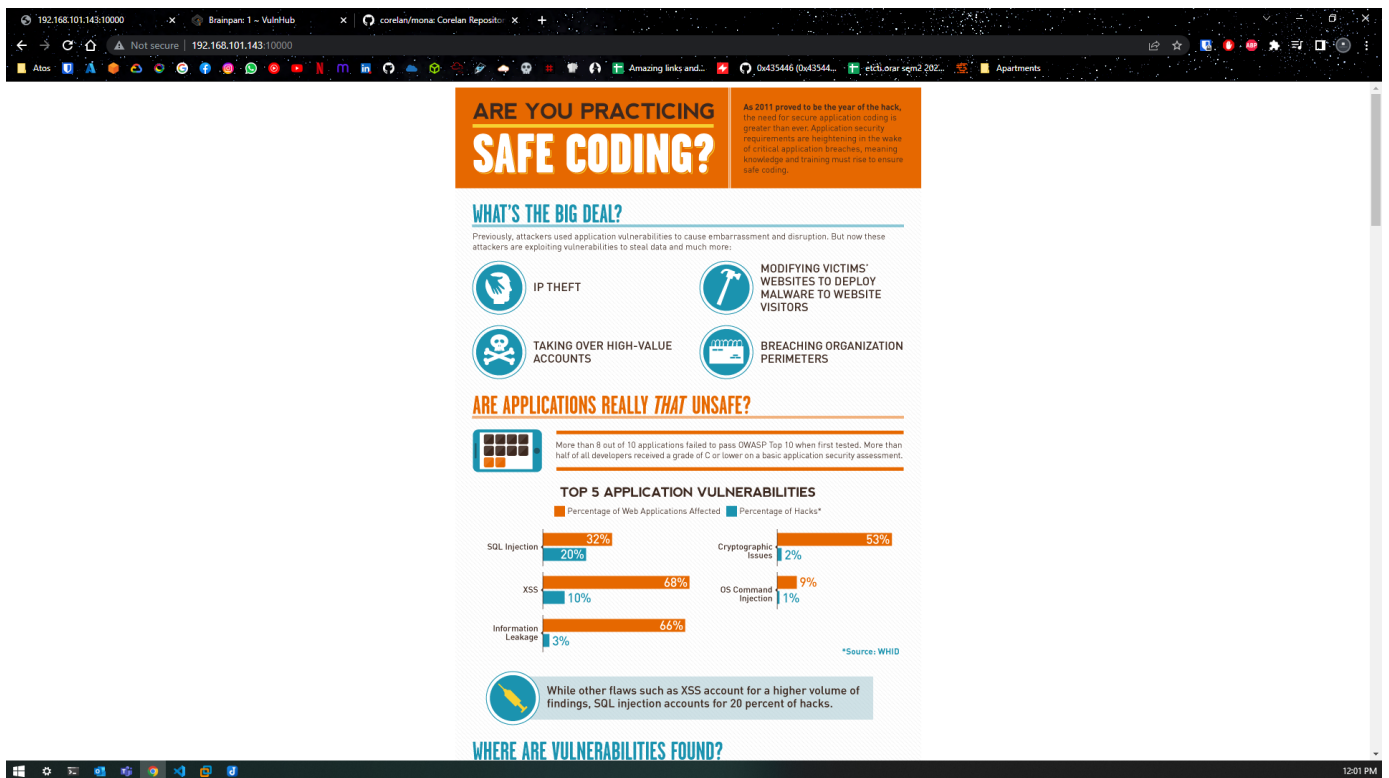 192.168.101.143:10000
Brainpan: 1 ~ VulnHub
corelan/mona: Corelan Repositor
Not secure
192.168.101.143:10000
Atos
Amazing links and...
0x435446 (0x43544...
etcti.orar sem2 202...
Apartments
ARE YOU PRACTICING
SAFE CODING?
As 2011 proved to be the year of the hack,
the need for secure application coding is
greater than ever. Application security
requirements are heightening in the wake
of critical application breaches, meaning
knowledge and training must rise to ensure
safe coding.
WHAT'S THE BIG DEAL?
Previously, attackers used application vulnerabilities to cause embarrassment and disruption. But now these
attackers are exploiting vulnerabilities to steal data and much more:
IP THEFT
MODIFYING VICTIMS'
WEBSITES TO DEPLOY
MALWARE TO WEBSITE
VISITORS
TAKING OVER HIGH-VALUE
ACCOUNTS
BREACHING ORGANIZATION
PERIMETERS
ARE APPLICATIONS REALLY THAT UNSAFE?
More than 8 out of 10 applications failed to pass OWASP Top 10 when first tested. More than
half of all developers received a grade of C or lower on a basic application security assessment.
TOP 5 APPLICATION VULNERABILITIES
Percentage of Web Applications Affected
Percentage of Hacks*
SQL Injection
32%
20%
Cryptographic
Issues
53%
2%
XSS
68%
10%
OS Command
Injection
9%
1%
Information
Leakage
66%
3%
*Source: WHID
While other flaws such as XSS account for a higher volume of
findings, SQL injection accounts for 20 percent of hacks.
WHERE ARE VULNERABILITIES FOUND?
12:01 PM